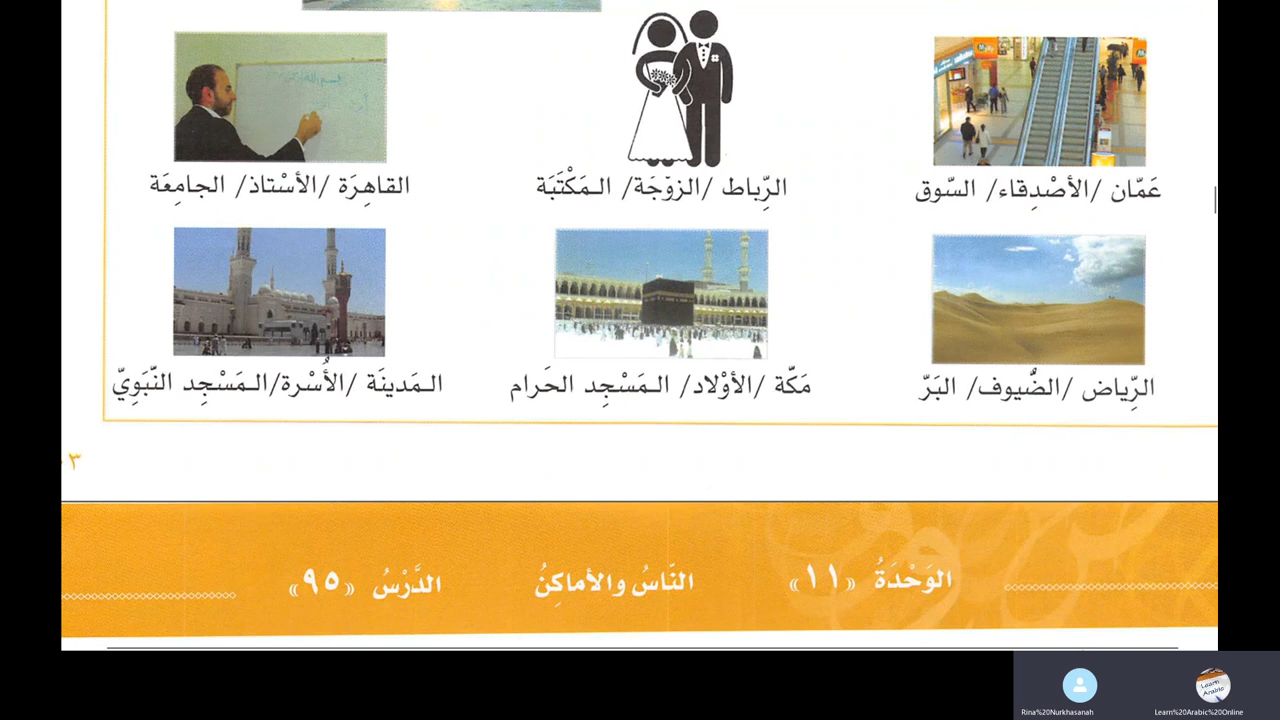 عَمّان /الأصْدِقاء/ السّوق
الرِّباط /الزوّجَة/ الـمَكْتَبَة
القاهِرَة /الأسْتاذ/ الجامِعَة
الرِّياض /الضُّيوف/ البَرّ
مَكّة /الأوْلاد/ الـمَسْجِد الحَرام
الـمَدينَة /الأُسْرة/الـمَسْجِد النّبَوِيّ
الوَحْدَةُ «١١» النّاسُ والأماكِنُ الدَّرْسُ «٩٥»
Rina%20Nurkhasanah
Learn%20Arabic%20Online